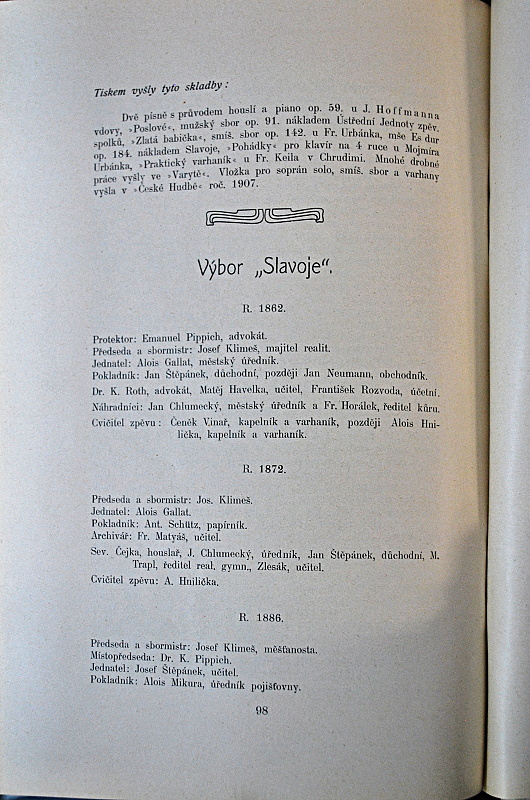 Tiskem vyšly tyto skladby:
Dvě písně s průvodem houslí a piano op. 59. u J. Hoffmanna
vdovy, »Poslové«, mužský sbor op. 91. nákladem Ústřední Jednoty zpěv.
spolků, »Zlatá babička«, smíš. sbor op. 142. u Fr. Urbánka, mše Es dur
op. 184. nákladem Slavoje, »Pohádky« pro klavír na 4 ruce u Mojmíra
Urbánka, »Praktický varhaník« u Fr. Keila v Chrudimi. Mnohé drobné
práce vyšly ve »Varytě«. Vložka pro soprán solo, smíš. sbor a varhany
vyšla v »České Hudbě« roč. 1907.
Výbor „Slavoje“.
R. 1862.
Protektor: Emanuel Pippich, advokát.
Předseda a sbormistr: Josef Klimeš, majitel realit.
Jednatel: Alois Gallat, městský úředník.
Pokladník: Jan Štěpánek, důchodní, později Jan Neumann, obchodník.
Dr. K. Roth, advokát, Matěj Havelka, učitel, František Rozvoda, účetní.
Náhradníci: Jan Chlumecký, městský úředník a Fr. Horálek, ředitel kůru.
Cvičitel zpěvu: Čeněk Vinař, kapelník a varhaník, později Alois Hni-
lička, kapelník a varhaník.
R. 1872.
Předseda a sbormistr: Jos. Klimeš.
Jednatel: Alois Gallat.
Pokladník: Ant. Schütz, papírník.
Archivář: Fr. Matyáš, učitel.
Sev. Čejka, houslař, J. Chlumecký, úředník, Jan Štěpánek, důchodní, M.
Trapl, ředitel real. gymn., Zlesák, učitel.
Cvičitel zpěvu: A. Hnilička.
R. 1886.
Předseda a sbormistr: Josef Klimeš, měšťanosta.
Místopředseda: Dr. K. Pippich.
Jednatel: Josef Štěpánek, učitel.
Pokladník: Alois Mikura, úředník pojišťovny.
98